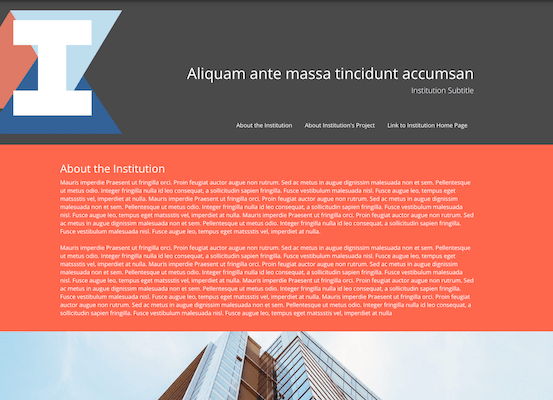 I
Aliquam ante massa tincidunt accumsan
Institution Subtitle
About the Institution About Institution's Project Link to Institution Home Page
About the Institution
Mauris imperdie Praesent ut fringilla orci. Proin feugiat auctor augue non rutrum. Sed ac metus in augue dignissim malesuada non et sem. Pellentesque
ut metus odio. Integer fringilla nulla id leo consequat, a sollicitudin sapien fringilla. Fusce vestibulum malesuada nisl. Fusce augue leo, tempus eget
matssstis vel, imperdiet at nulla. Mauris imperdie Praesent ut fringilla orci. Proin feugiat auctor augue non rutrum. Sed ac metus in augue dignissim
malesuada non et sem. Pellentesque ut metus odio. Integer fringilla nulla id leo consequat, a sollicitudin sapien fringilla. Fusce vestibulum malesuada
nisl. Fusce augue leo, tempus eget matssstis vel, imperdiet at nulla. Mauris imperdie Praesent ut fringilla orci. Proin feugiat auctor augue non rutrum. Sed
ac metus in augue dignissim malesuada non et sem. Pellentesque ut metus odio. Integer fringilla nulla id leo consequat, a sollicitudin sapien fringilla.
Fusce vestibulum malesuada nisl. Fusce augue leo, tempus eget matssstis vel, imperdiet at nulla.
Mauris imperdie Praesent ut fringilla orci. Proin feugiat auctor augue non rutrum. Sed ac metus in augue dignissim malesuada non et sem. Pellentesque
ut metus odio. Integer fringilla nulla id leo consequat, a sollicitudin sapien fringilla. Fusce vestibulum malesuada nisl. Fusce augue leo, tempus eget
matssstis vel, imperdiet at nulla. Mauris imperdie Praesent ut fringilla orci. Proin feugiat auctor augue non rutrum. Sed ac metus in augue dignissim
malesuada non et sem. Pellentesque ut metus odio. Integer fringilla nulla id leo consequat, a sollicitudin sapien fringilla. Fusce vestibulum malesuada
nisl. Fusce augue leo, tempus eget matssstis vel, imperdiet at nulla. Mauris imperdie Praesent ut fringilla orci. Proin feugiat auctor augue non rutrum. Sed
ac metus in augue dignissim malesuada non et sem. Pellentesque ut metus odio. Integer fringilla nulla id leo consequat, a sollicitudin sapien fringilla.
Fusce vestibulum malesuada nisl. Fusce augue leo, tempus eget matssstis vel, imperdiet at nulla. Mauris imperdie Praesent ut fringilla orci. Proin feugiat
auctor augue non rutrum. Sed ac metus in augue dignissim malesuada non et sem. Pellentesque ut metus odio. Integer fringilla nulla id leo consequat, a
sollicitudin sapien fringilla. Fusce vestibulum malesuada nisl. Fusce augue leo, tempus eget matssstis vel, imperdiet at nulla